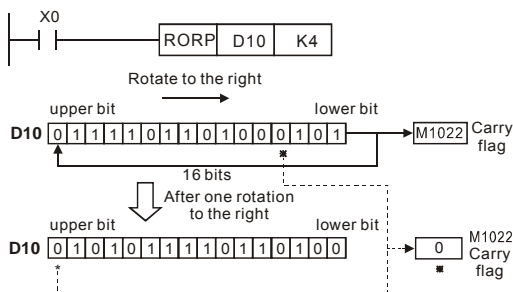 X0
RORP D10 K4
Rotate to the right
upper bit lower bit
D10 0 1 1 1 1 0 1 1 0 1 0 0 0 1 0 1 M1022 Carry flag
*
16 bits
After one rotation
to the right
upper bit lower bit
D10 0 1 0 1 0 1 1 1 1 0 1 1 0 1 0 0 0 M1022 Carry flag
* *